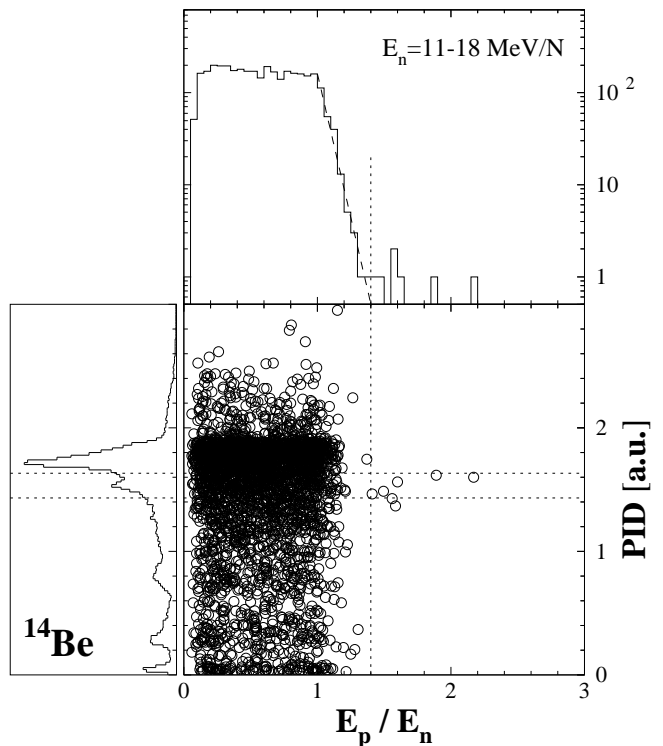 E_n=11-18 MeV/N
10^2
10
1
2
1
0
PID [a.u.]
^14Be
0 1 2 3
E_p / E_n